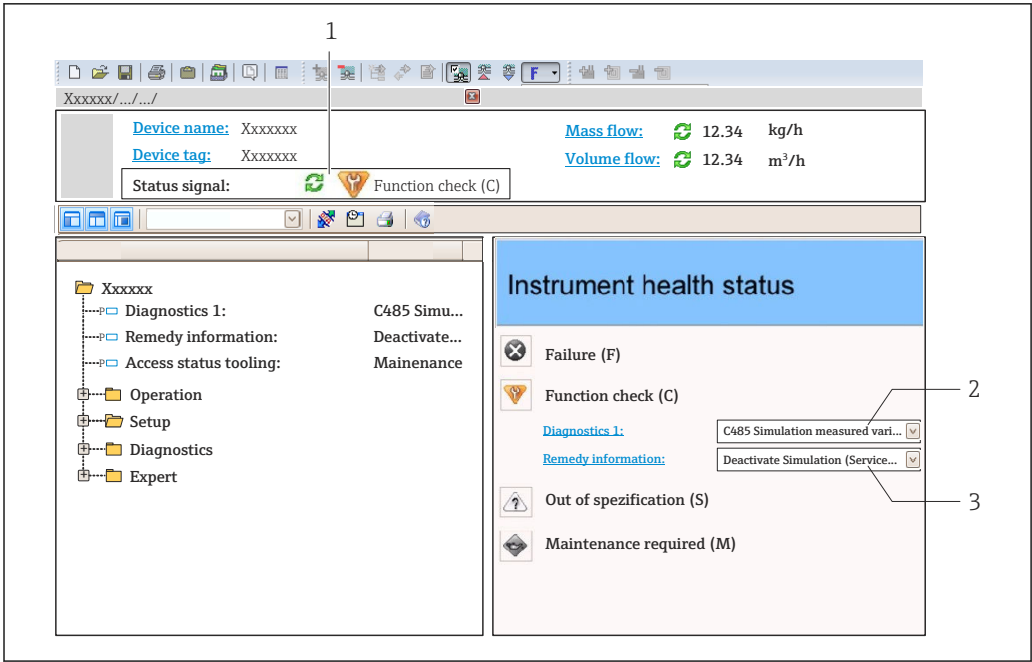 1
F
Xxxxxx/.../.../
Device name: Xxxxxxx
Mass flow: 12.34 kg/h
Device tag: Xxxxxxx
Volume flow: 12.34 m³/h
Status signal: Function check (C)
Xxxxxx
P Diagnostics 1: C485 Simu...
P Remedy information: Deactivate...
P Access status tooling: Mainenance
Operation
Setup
Diagnostics
Expert
Instrument health status
Failure (F)
Function check (C)
2
Diagnostics 1: C485 Simulation measured vari...
Remedy information: Deactivate Simulation (Service...
3
Out of spezification (S)
Maintenance required (M)